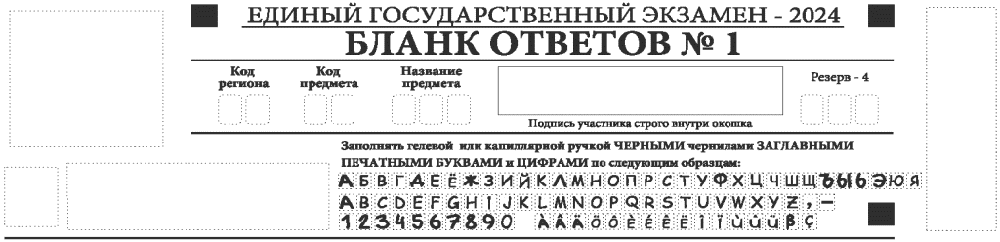 ЕДИНЫЙ ГОСУДАРСТВЕННЫЙ ЭКЗАМЕН - 2024
БЛАНК ОТВЕТОВ № 1
Код региона
Код предмета
Название предмета
Резерв - 4
Подпись участника строго внутри окошка
Заполнять гелевой или капиллярной ручкой ЧЕРНЫМИ чернилами ЗАГЛАВНЫМИ
ПЕЧАТНЫМИ БУКВАМИ и ЦИФРАМИ по следующим образцам:
А Б В Г Д Е Ё Ж З И Й К Л М Н О П Р С Т У Ф Х Ц Ч Ш Щ Ъ Ы Ь Э Ю Я
A B C D E F G H I J K L M N O P Q R S T U V W X Y Z , -
1 2 3 4 5 6 7 8 9 0